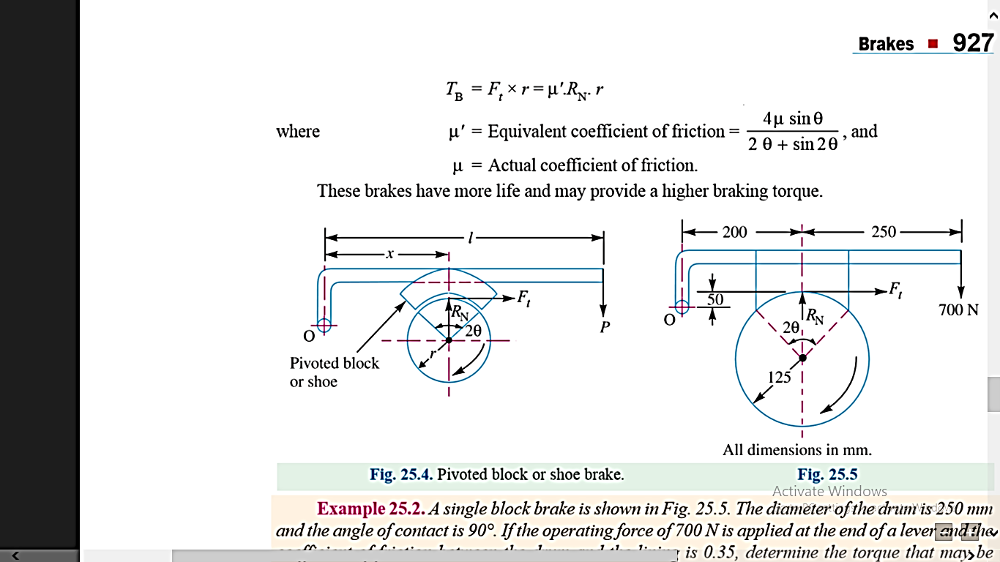 Brakes ■ 927
T_B = F_t × r = μ′.R_N. r
where μ′ = Equivalent coefficient of friction = 4μ sin θ / 2 θ + sin 2 θ , and
μ = Actual coefficient of friction.
These brakes have more life and may provide a higher braking torque.
l
x
F_t
R_N
2θ
P
O
r
Pivoted block
or shoe
200 250
F_t
50
O
R_N
2θ
700 N
125
All dimensions in mm.
Fig. 25.4. Pivoted block or shoe brake. Fig. 25.5
Activate Windows
Example 25.2. A single block brake is shown in Fig. 25.5. The diameter of the drum is 250 mm
and the angle of contact is 90°. If the operating force of 700 N is applied at the end of a lever and the
is 0.35, determine the torque that may be